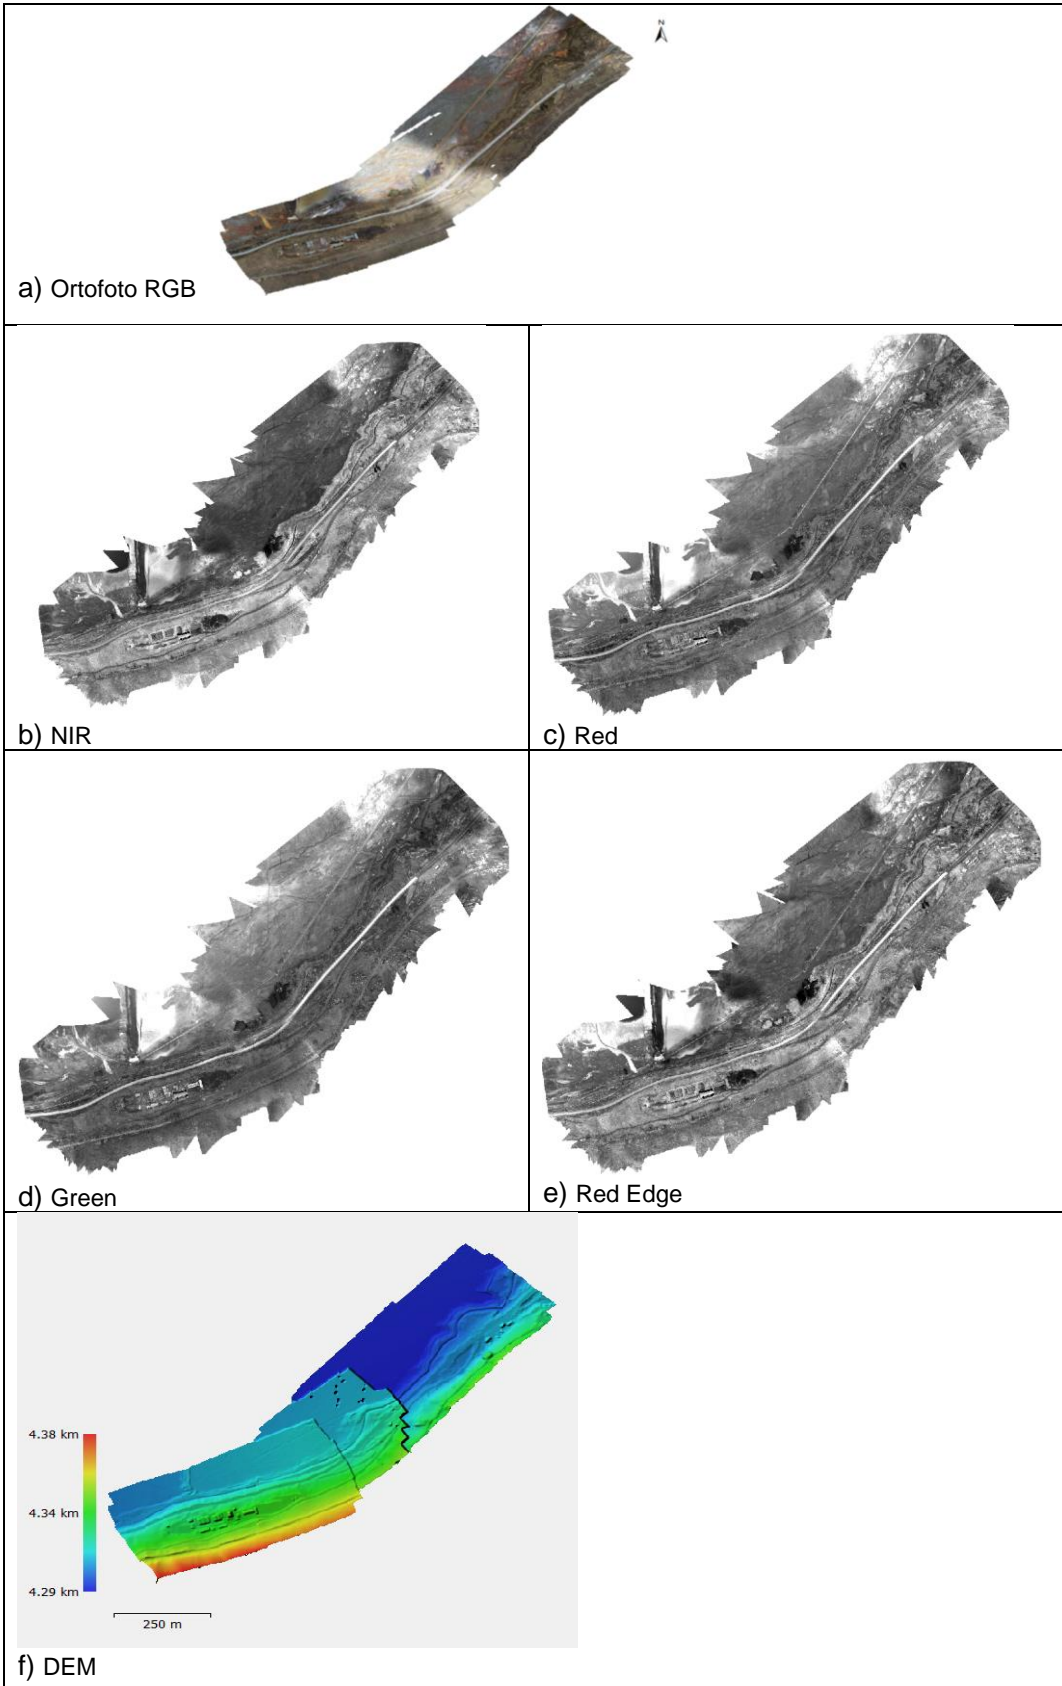 N
a) Ortofoto RGB
b) NIR
c) Red
d) Green
e) Red Edge
4.38 km
4.34 km
4.29 km
250 m
f) DEM